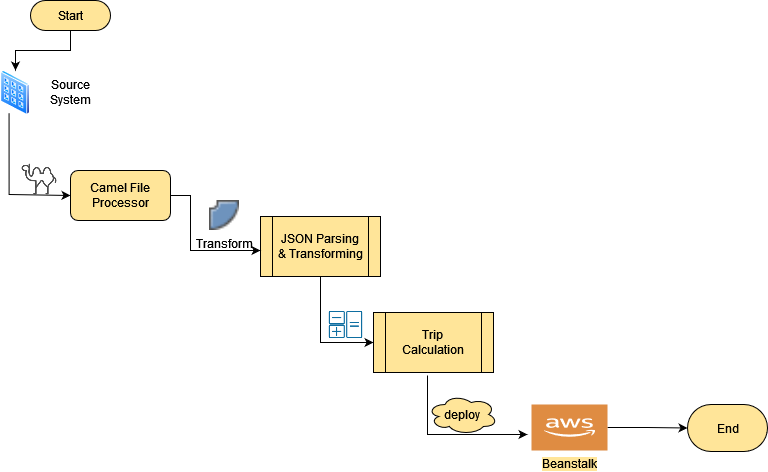 Start
Source
System
Camel File
Processor
Transform
JSON Parsing
& Transforming
Trip
Calculation
deploy
aws
Beanstalk
End